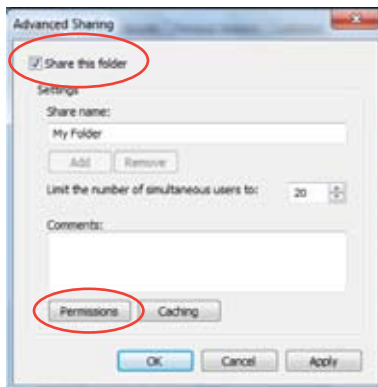 Advanced Sharing
Share this folder
Settings
Share name:
My Folder
Add Remove
Limit the number of simultaneous users to: 20
Comments:
Permissions Caching
OK Cancel Apply